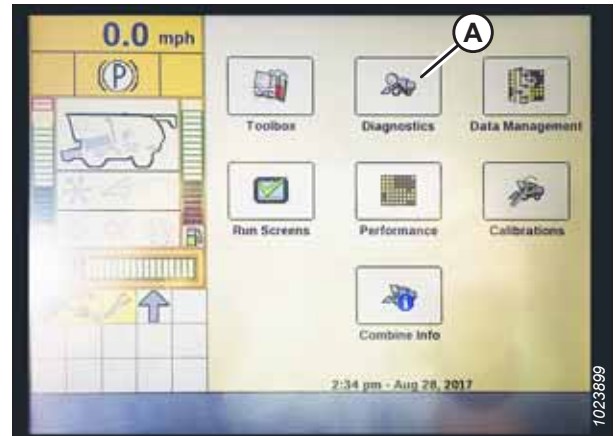 0.0 mph
(P)
A
Toolbox
Diagnostics
Data Management
Run Screens
Performance
Calibrations
Combine Info
2:34 pm - Aug 28, 2017
1023899